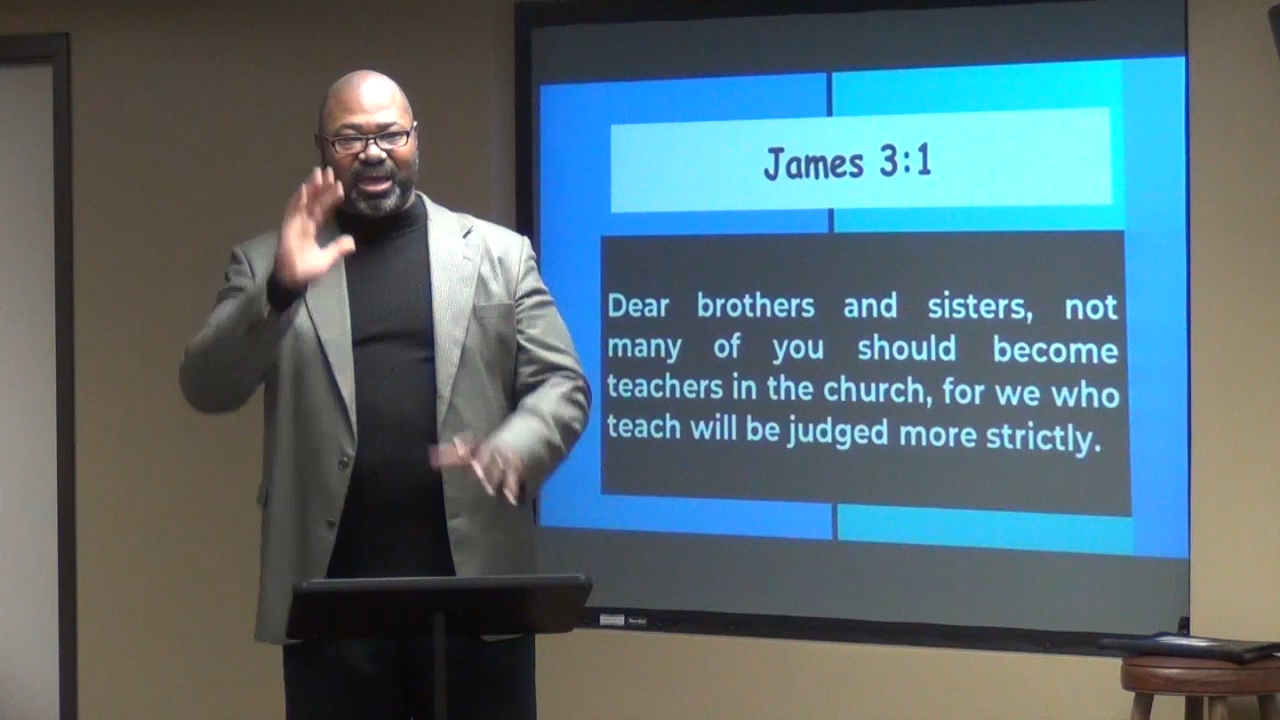 James 3:1
Dear brothers and sisters, not
many of you should become
teachers in the church, for we who
teach will be judged more strictly.